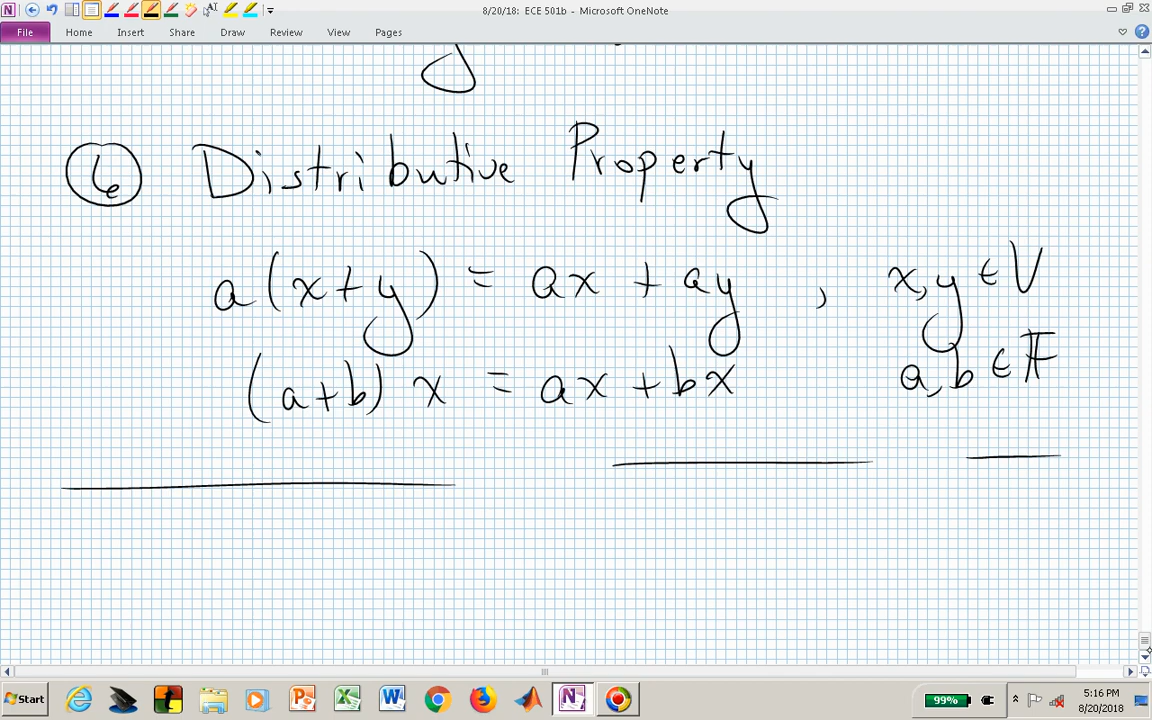 8/20/18: ECE 501b - Microsoft OneNote
File Home Insert Share Draw Review View Pages
⑥ Distributive Property
a(x+y) = ax + ay , x,y ∈ V
(a+b) x = ax + bx a,b ∈ 𝔽
Start 99% 5:16 PM
8/20/2018